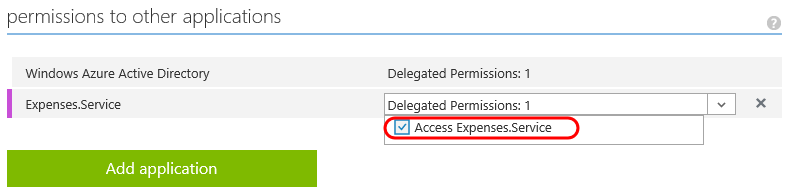 permissions to other applications
?
Windows Azure Active Directory Delegated Permissions: 1
Expenses.Service Delegated Permissions: 1
Access Expenses.Service
Add application